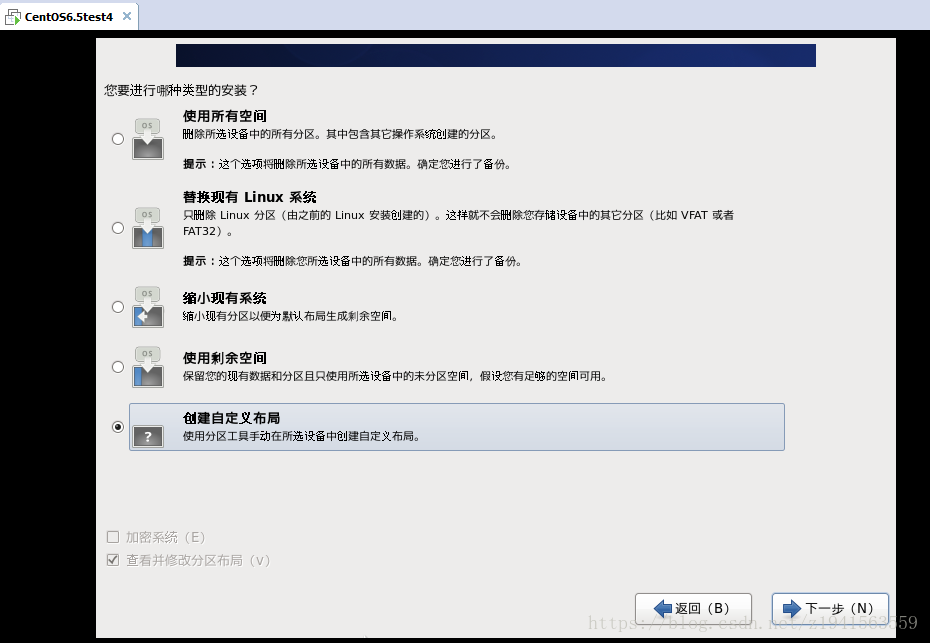 CentOS6.5test4
您要进行哪种类型的安装？
OS
使用所有空间
删除所选设备中的所有分区。其中包含其它操作系统创建的分区。
提示：这个选项将删除所选设备中的所有数据。确定您进行了备份。
OS
替换现有 Linux 系统
只删除 Linux 分区（由之前的 Linux 安装创建的）。这样就不会删除您存储设备中的其它分区（比如 VFAT 或者
FAT32）。
提示：这个选项将删除您所选设备中的所有数据。确定您进行了备份。
OS
缩小现有系统
缩小现有分区以便为默认布局生成剩余空间。
OS
使用剩余空间
保留您的现有数据和分区且只使用所选设备中的未分区空间，假设您有足够的空间可用。
?
创建自定义布局
使用分区工具手动在所选设备中创建自定义布局。
加密系统（E）
查看并修改分区布局（v）
返回（B）
下一步（N）
https://blog.csdn.net/z1941563559